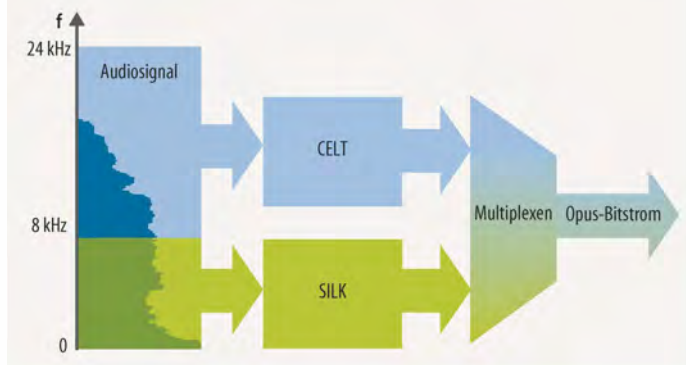 f
24 kHz
Audiosignal
CELT
8 kHz
Multiplexen
Opus-Bitstrom
SILK
0